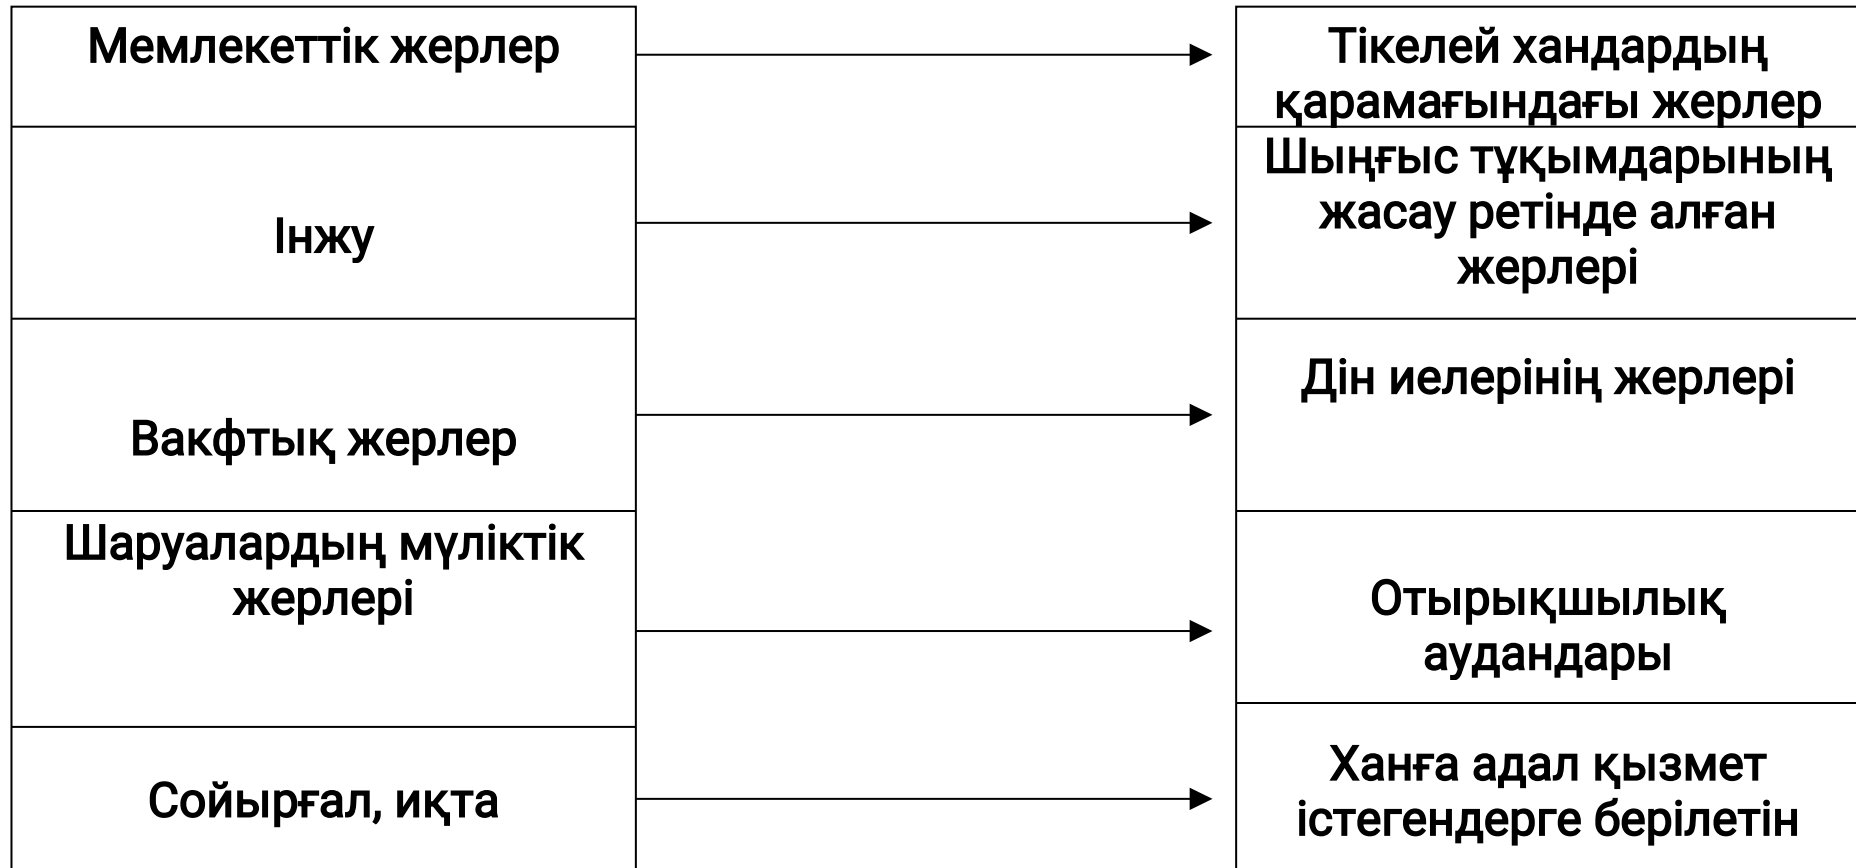 Мемлекеттік жерлер
Тікелей хандардың
қарамағындағы жерлер
Інжу
Шыңғыс тұқымдарының
жасау ретінде алған
жерлері
Вакфтық жерлер
Дін иелерінің жерлері
Шаруалардың мүліктік
жерлері
Отырықшылық
аудандары
Сойырғал, иқта
Ханға адал қызмет
істегендерге берілетін